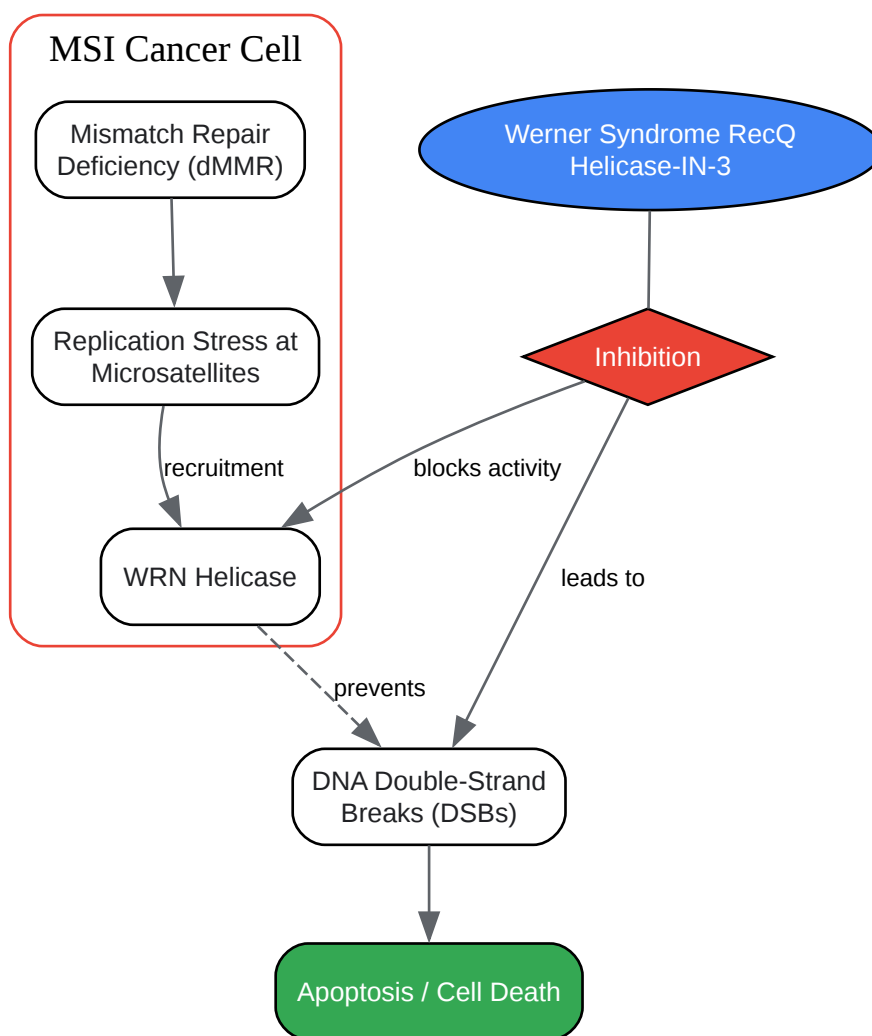 MSI Cancer Cell
Mismatch Repair
Deficiency (dMMR)
Werner Syndrome RecQ
Helicase-IN-3
Replication Stress at
Microsatellites
Inhibition
recruitment
blocks activity
WRN Helicase
leads to
prevents
DNA Double-Strand
Breaks (DSBs)
Apoptosis / Cell Death